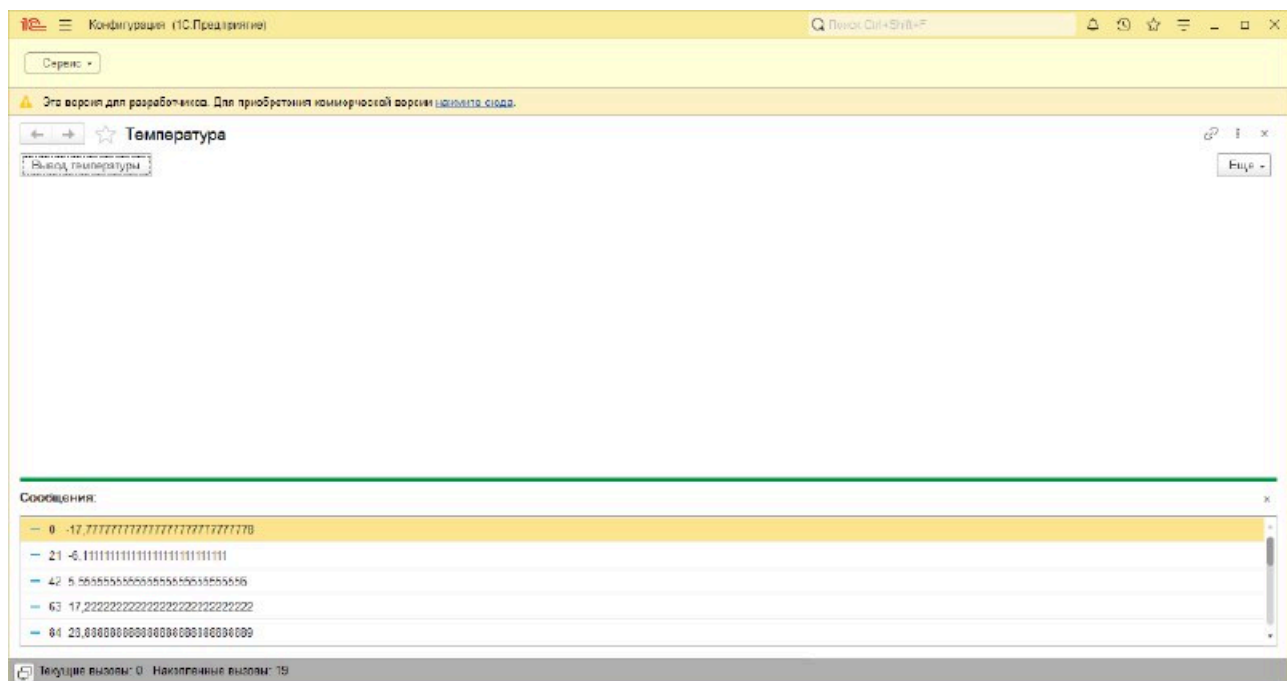 1С Конфигурация (1С:Предприятие) Поиск Ctrl+Shift+F
Сервис
Это версия для разработчиков. Для приобретения коммерческой версии нажмите сюда.
Температура
Вывод температуры Еще
Сообщения:
0 -17,7777777777777777777777777778
21 -6,1111111111111111111111111111
42 5,5555555555555555555555555556
63 17,2222222222222222222222222222
84 28,8888888888888888888888888889
Текущие вызовы: 0 Накопленные вызовы: 19